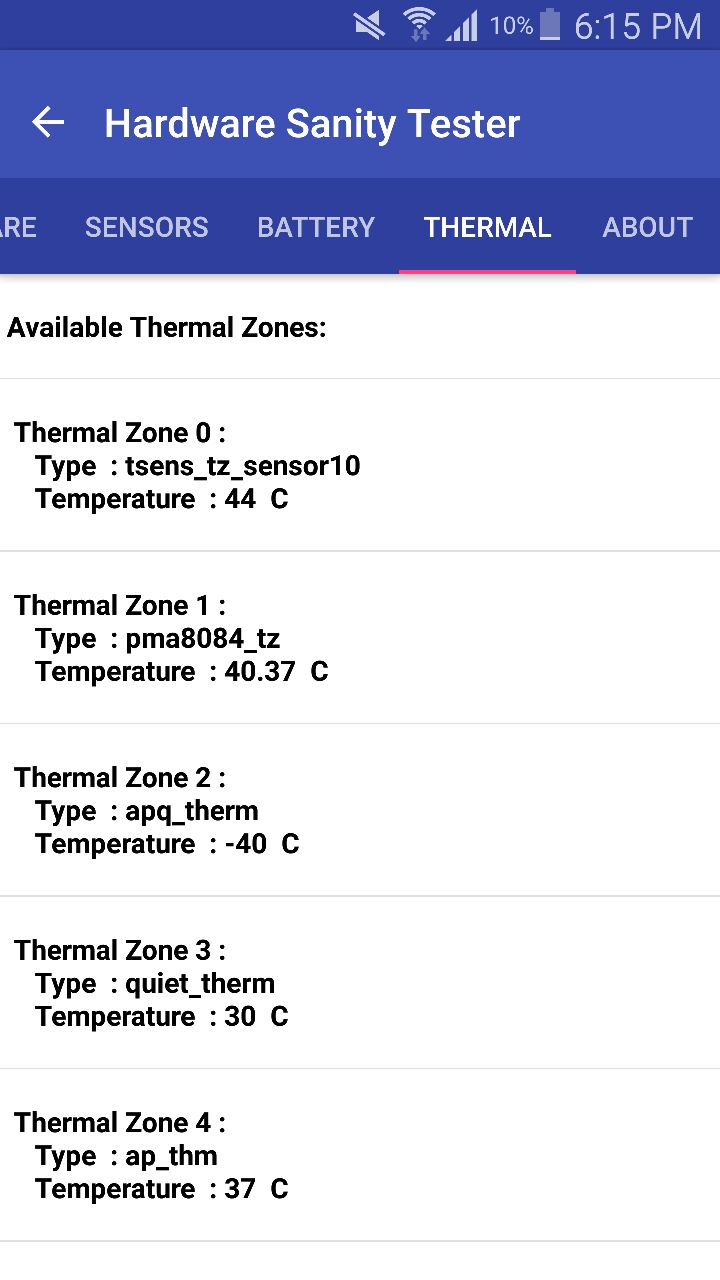 10% 6:15 PM
Hardware Sanity Tester
ARE SENSORS BATTERY THERMAL ABOUT
Available Thermal Zones:
Thermal Zone 0 :
Type : tsens_tz_sensor10
Temperature : 44 C
Thermal Zone 1 :
Type : pma8084_tz
Temperature : 40.37 C
Thermal Zone 2 :
Type : apq_therm
Temperature : -40 C
Thermal Zone 3 :
Type : quiet_therm
Temperature : 30 C
Thermal Zone 4 :
Type : ap_thm
Temperature : 37 C